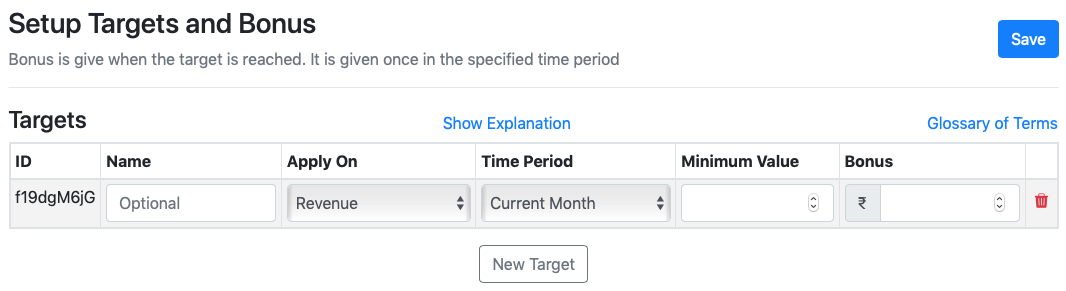 Setup Targets and Bonus
Save
Bonus is give when the target is reached. It is given once in the specified time period
Targets
Show Explanation
Glossary of Terms
ID Name Apply On Time Period Minimum Value Bonus
f19dgM6jG Optional Revenue Current Month ₹
New Target